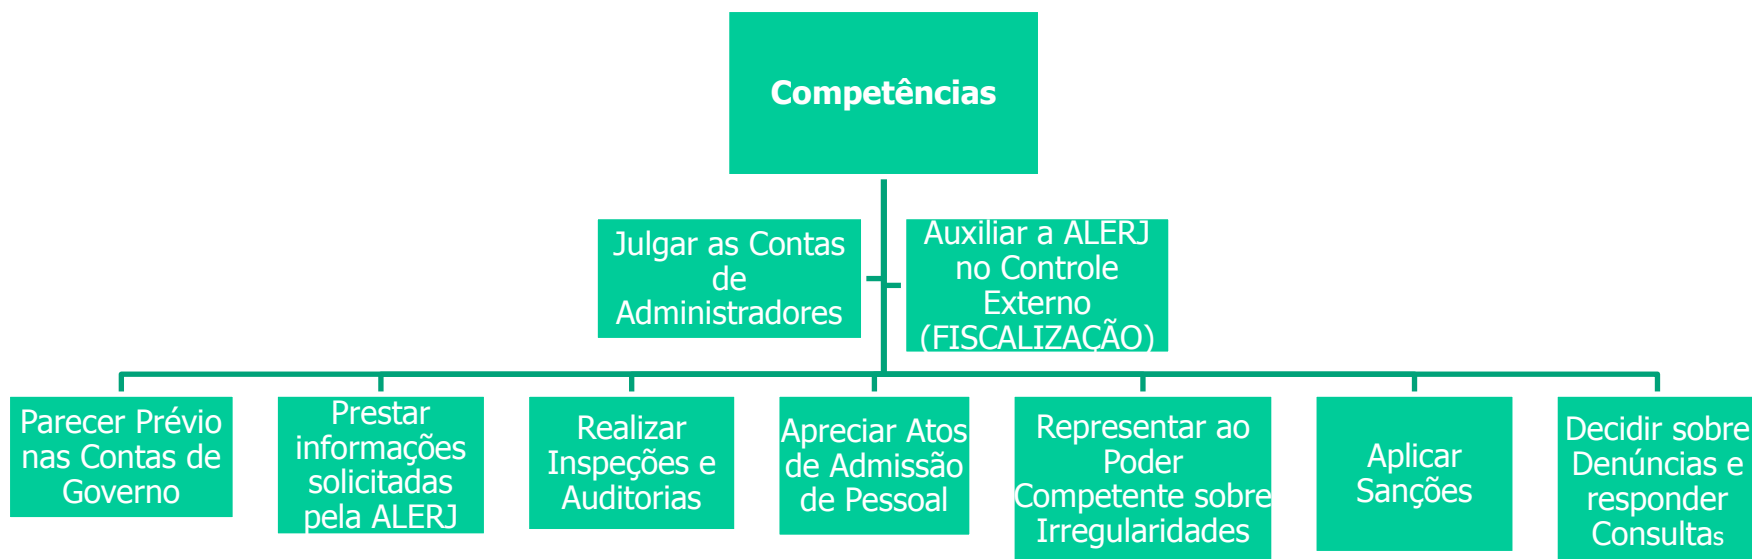 Competências
Julgar as Contas
de
Administradores
Auxiliar a ALERJ
no Controle
Externo
(FISCALIZAÇÃO)
Parecer Prévio
nas Contas de
Governo
Prestar
informações
solicitadas
pela ALERJ
Realizar
Inspeções e
Auditorias
Apreciar Atos
de Admissão
de Pessoal
Representar ao
Poder
Competente sobre
Irregularidades
Aplicar
Sanções
Decidir sobre
Denúncias e
responder
Consultas